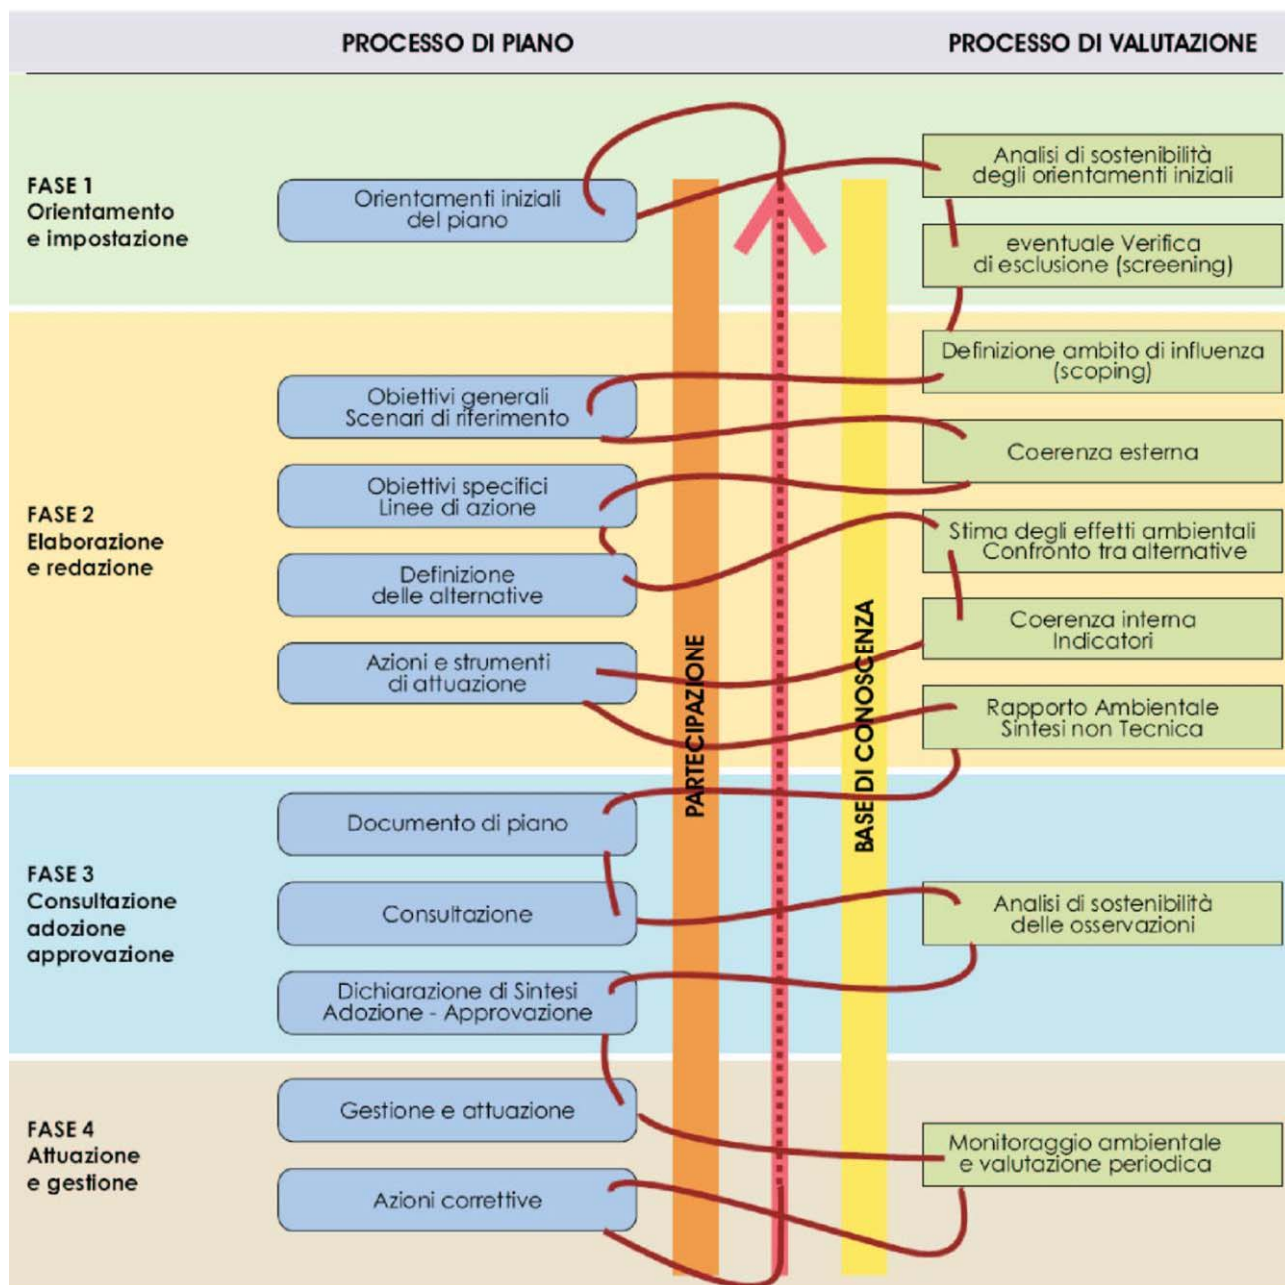 PROCESSO DI PIANO
PROCESSO DI VALUTAZIONE
FASE 1
Orientamento
e impostazione
Orientamenti iniziali
del piano
Analisi di sostenibilità
degli orientamenti iniziali
eventuale Verifica
di esclusione (screening)
FASE 2
Elaborazione
e redazione
Definizione ambito di influenza
(scoping)
Obiettivi generali
Scenari di riferimento
Coerenza esterna
Obiettivi specifici
Linee di azione
Definizione
delle alternative
Stima degli effetti ambientali
Confronto tra alternative
Coerenza interna
Indicatori
Azioni e strumenti
di attuazione
Rapporto Ambientale
Sintesi non Tecnica
PARTECIPAZIONE
BASE DI CONOSCENZA
FASE 3
Consultazione
adozione
approvazione
Documento di piano
Consultazione
Analisi di sostenibilità
delle osservazioni
Dichiarazione di Sintesi
Adozione - Approvazione
FASE 4
Attuazione
e gestione
Gestione e attuazione
Monitoraggio ambientale
e valutazione periodica
Azioni correttive